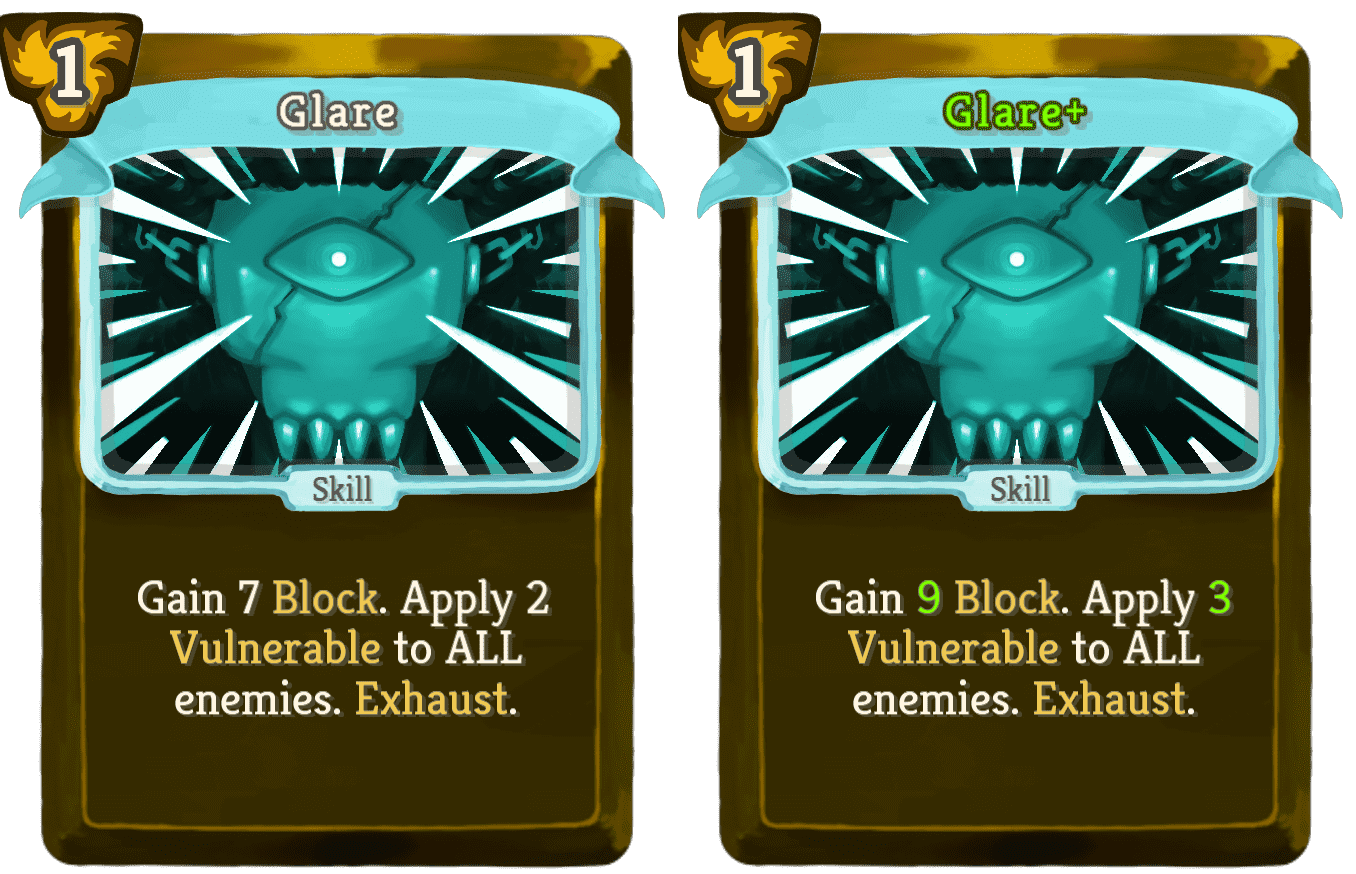 1
Glare
Skill
Gain 7 Block. Apply 2
Vulnerable to ALL
enemies. Exhaust.
1
Glare+
Skill
Gain 9 Block. Apply 3
Vulnerable to ALL
enemies. Exhaust.